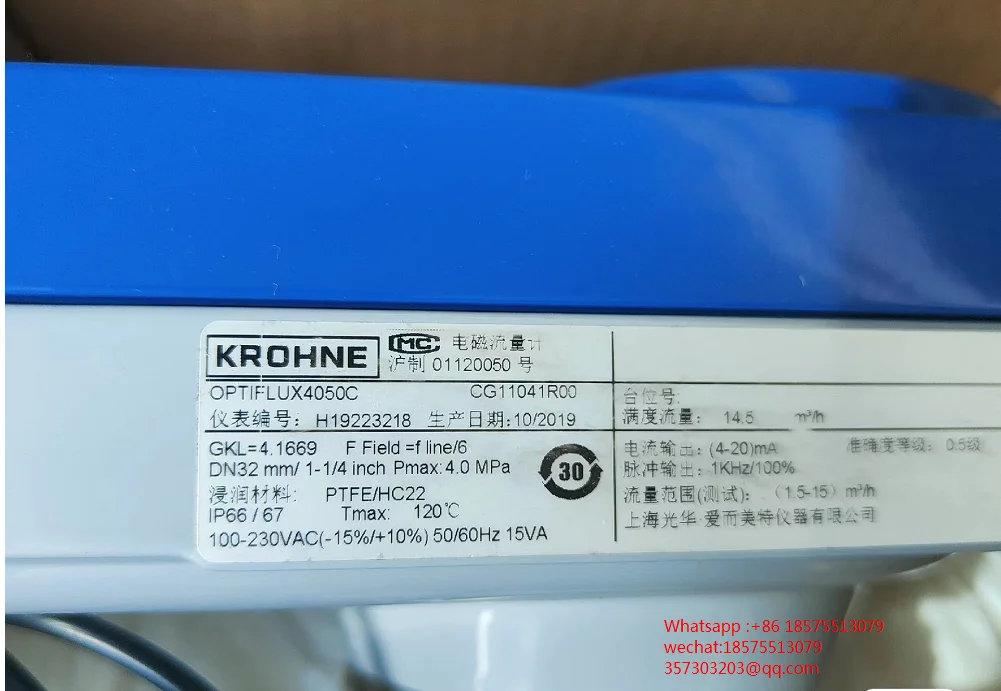 KROHNE
MC 电磁流量计
沪制 01120050 号
OPTIFLUX4050C CG11041R00
仪表编号: H19223218 生产日期:10/2019
GKL=4.1669 F Field =f line/6
DN32 mm/ 1-1/4 inch Pmax: 4.0 MPa
浸润材料: PTFE/HC22
IP66 / 67 Tmax: 120℃
100-230VAC(-15%/+10%) 50/60Hz 15VA
30
台位号:
满度流量: 14.5 m³/h
电流输出: (4-20)mA 准确度等级: 0.5级
脉冲输出: 1KHz/100%
流量范围(测试): (1.5-15) m³/h
上海光华·爱而美特仪器有限公司
Whatsapp :+86 18575513079
wechat:18575513079
357303203@qq.com